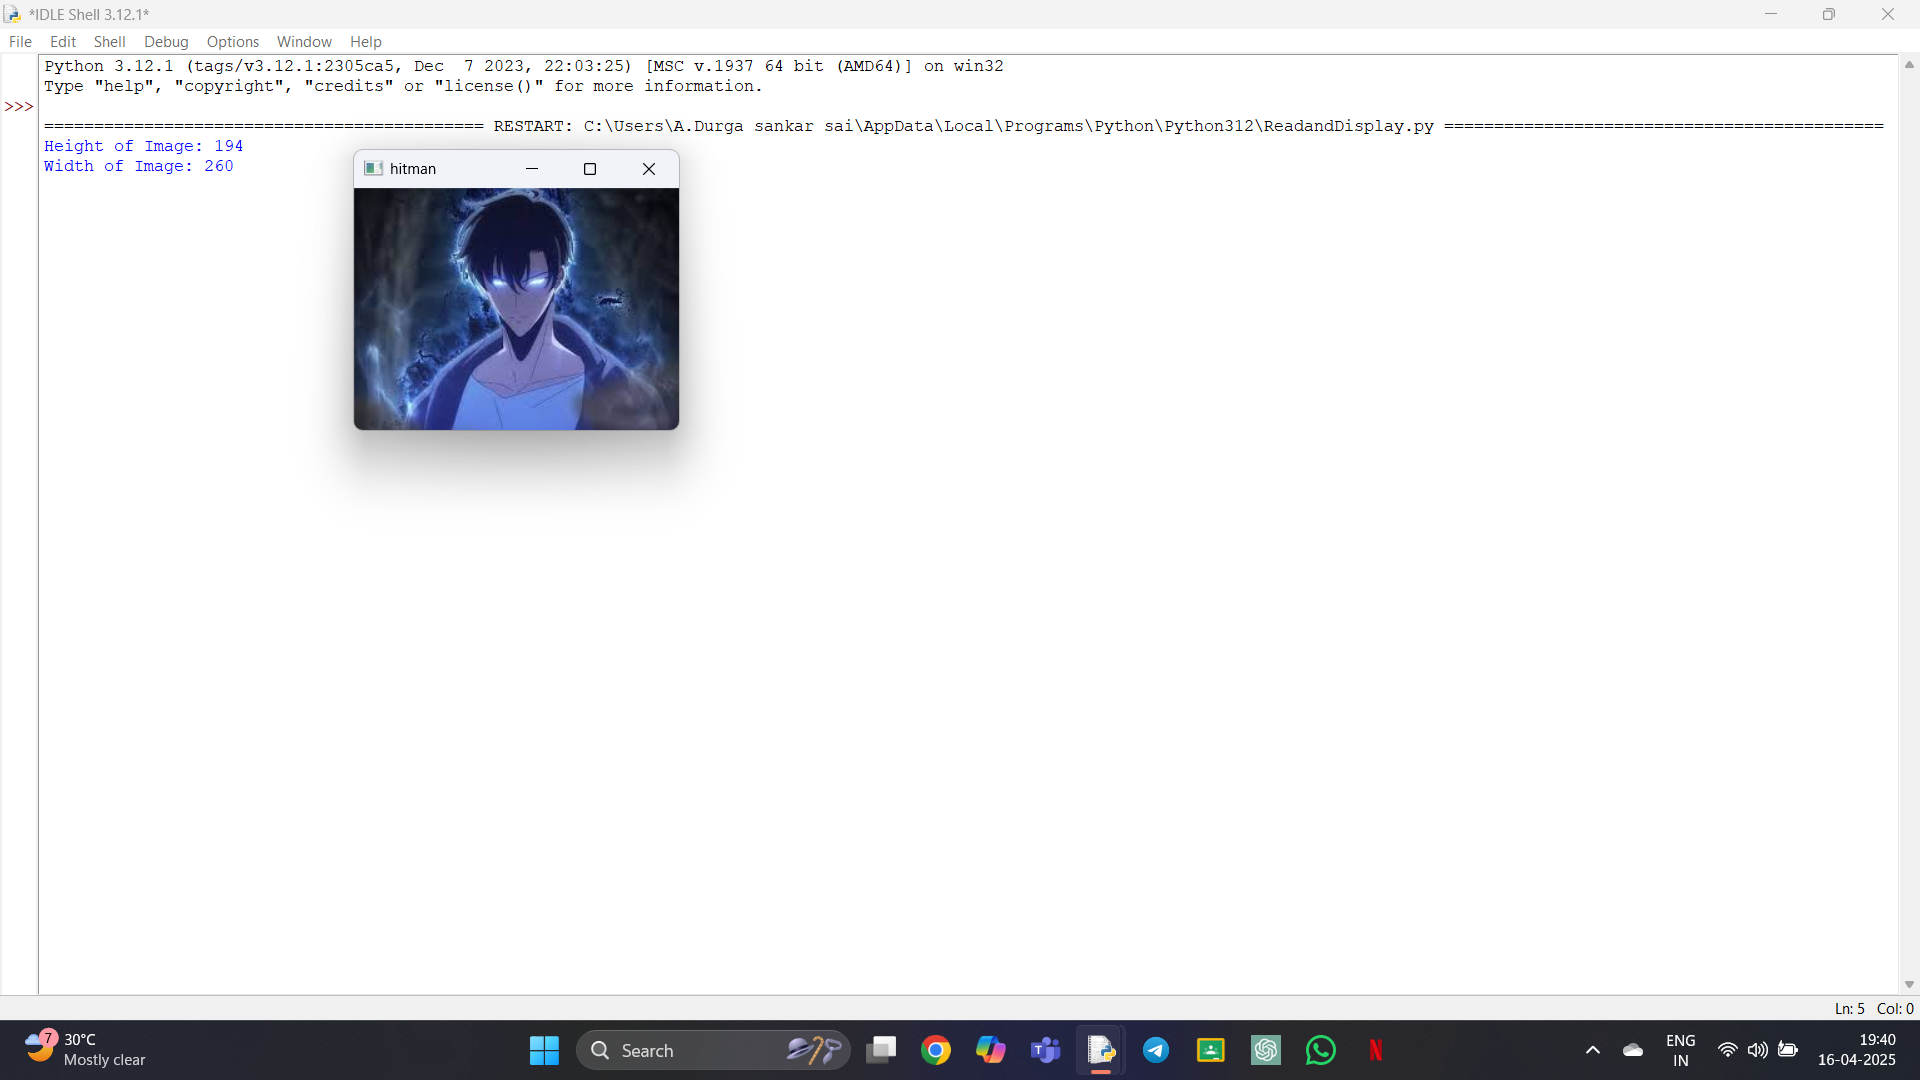 *IDLE Shell 3.12.1*
File Edit Shell Debug Options Window Help
Python 3.12.1 (tags/v3.12.1:2305ca5, Dec  7 2023, 22:03:25) [MSC v.1937 64 bit (AMD64)] on win32
Type "help", "copyright", "credits" or "license()" for more information.
>>>
============================================ RESTART: C:\Users\A.Durga sankar sai\AppData\Local\Programs\Python\Python312\ReadandDisplay.py ============================================
Height of Image: 194
Width of Image: 260
hitman
Ln: 5 Col: 0
7
30°C
Mostly clear
Search
T
N
ENG
IN
19:40
16-04-2025